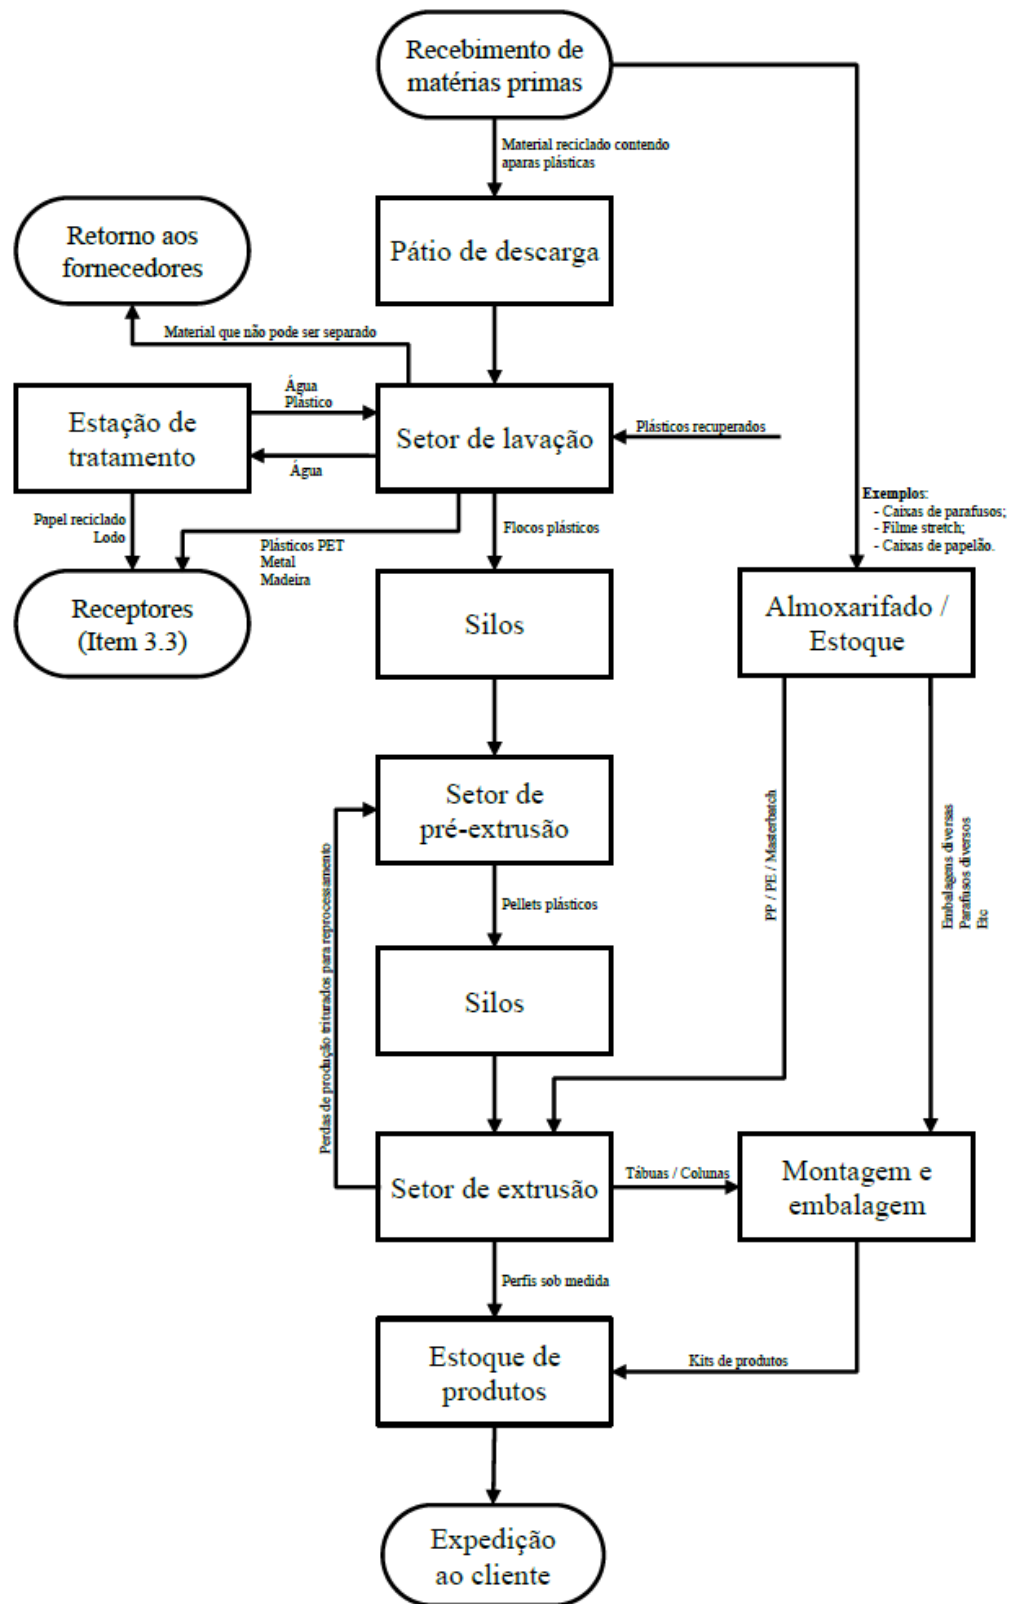 Recebimento de
matérias primas
Material reciclado contendo
aparas plásticas
Pátio de descarga
Retorno aos
fornecedores
Material que não pode ser separado
Estação de
tratamento
Água
Plástico
Água
Setor de lavação
Plásticos recuperados
Papel reciclado
Lodo
Plásticos PET
Metal
Madeira
Flocos plásticos
Exemplos:
- Caixas de parafusos;
- Filme stretch;
- Caixas de papelão.
Receptores
(Item 3.3)
Silos
Almoxarifado /
Estoque
Setor de
pré-extrusão
Perdas de produção triturados para reprocessamento
PP / PE / Masterbatch
Embalagens diversas
Parafusos diversos
Etc
Pellets plásticos
Silos
Setor de extrusão
Tábuas / Colunas
Montagem e
embalagem
Perfis sob medida
Estoque de
produtos
Kits de produtos
Expedição
ao cliente